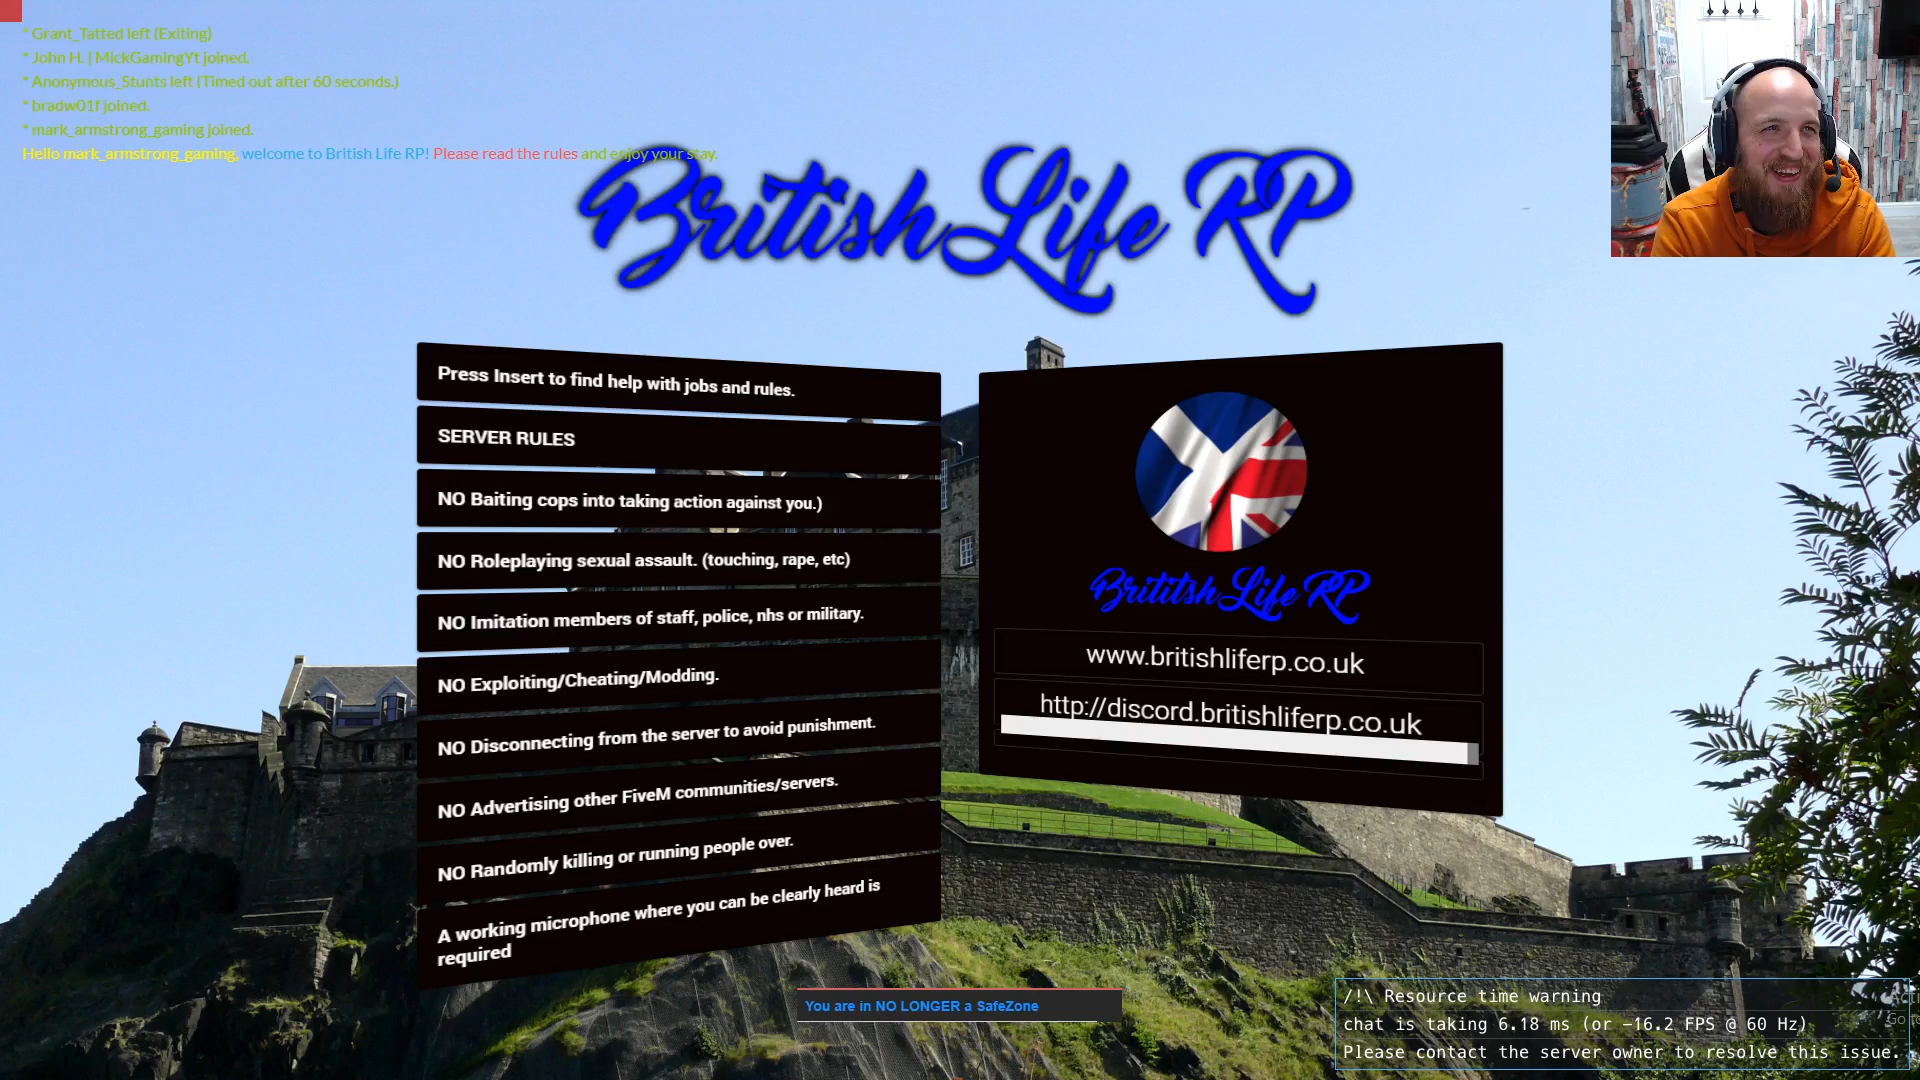 * Grant_Tatted left (Exiting)
* John H. | MickGamingYt joined.
* Anonymous_Stunts left (Timed out after 60 seconds.)
* bradw01f joined.
* mark_armstrong_gaming joined.
Hello mark_armstrong_gaming, welcome to British Life RP! Please read the rules and enjoy your stay.
British Life RP
Press Insert to find help with jobs and rules.
SERVER RULES
NO Baiting cops into taking action against you.)
NO Roleplaying sexual assault. (touching, rape, etc)
NO Imitation members of staff, police, nhs or military.
NO Exploiting/Cheating/Modding.
NO Disconnecting from the server to avoid punishment.
NO Advertising other FiveM communities/servers.
NO Randomly killing or running people over.
A working microphone where you can be clearly heard is
required
Brititsh Life RP
www.britishliferp.co.uk
http://discord.britishliferp.co.uk
You are in NO LONGER a SafeZone
/!\ Resource time warning
chat is taking 6.18 ms (or -16.2 FPS @ 60 Hz)
Please contact the server owner to resolve this issue.